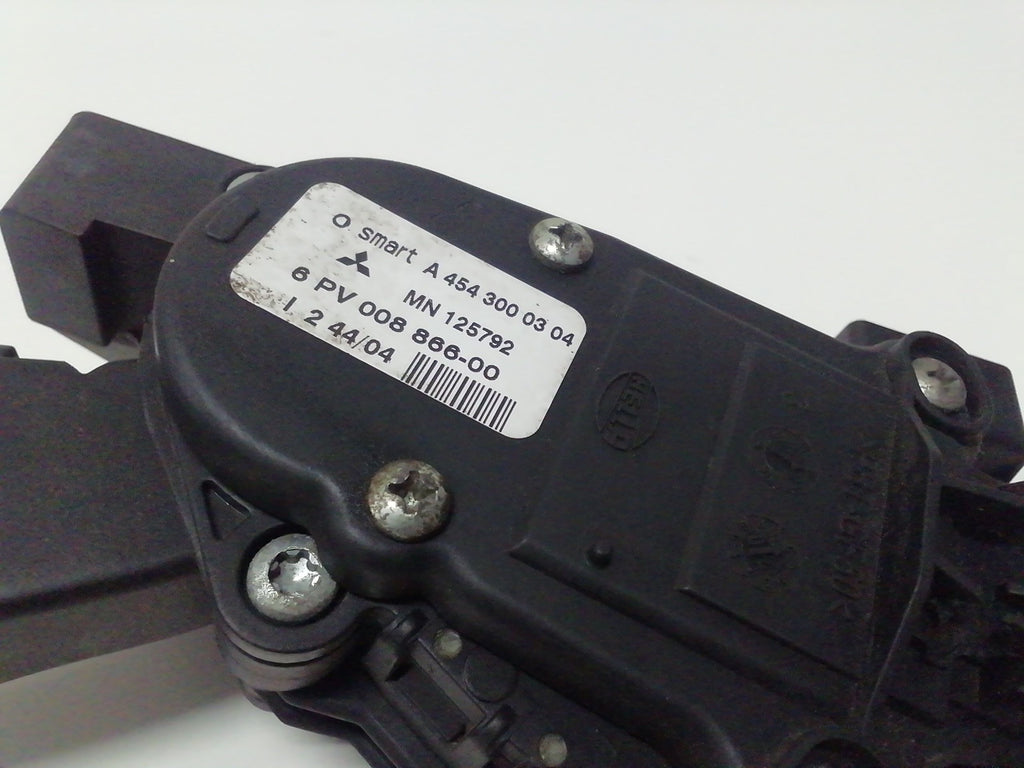 smart A 454 300 03 04
MN 125792
6 PV 008 866-00
I. 2 44/04
HELLA